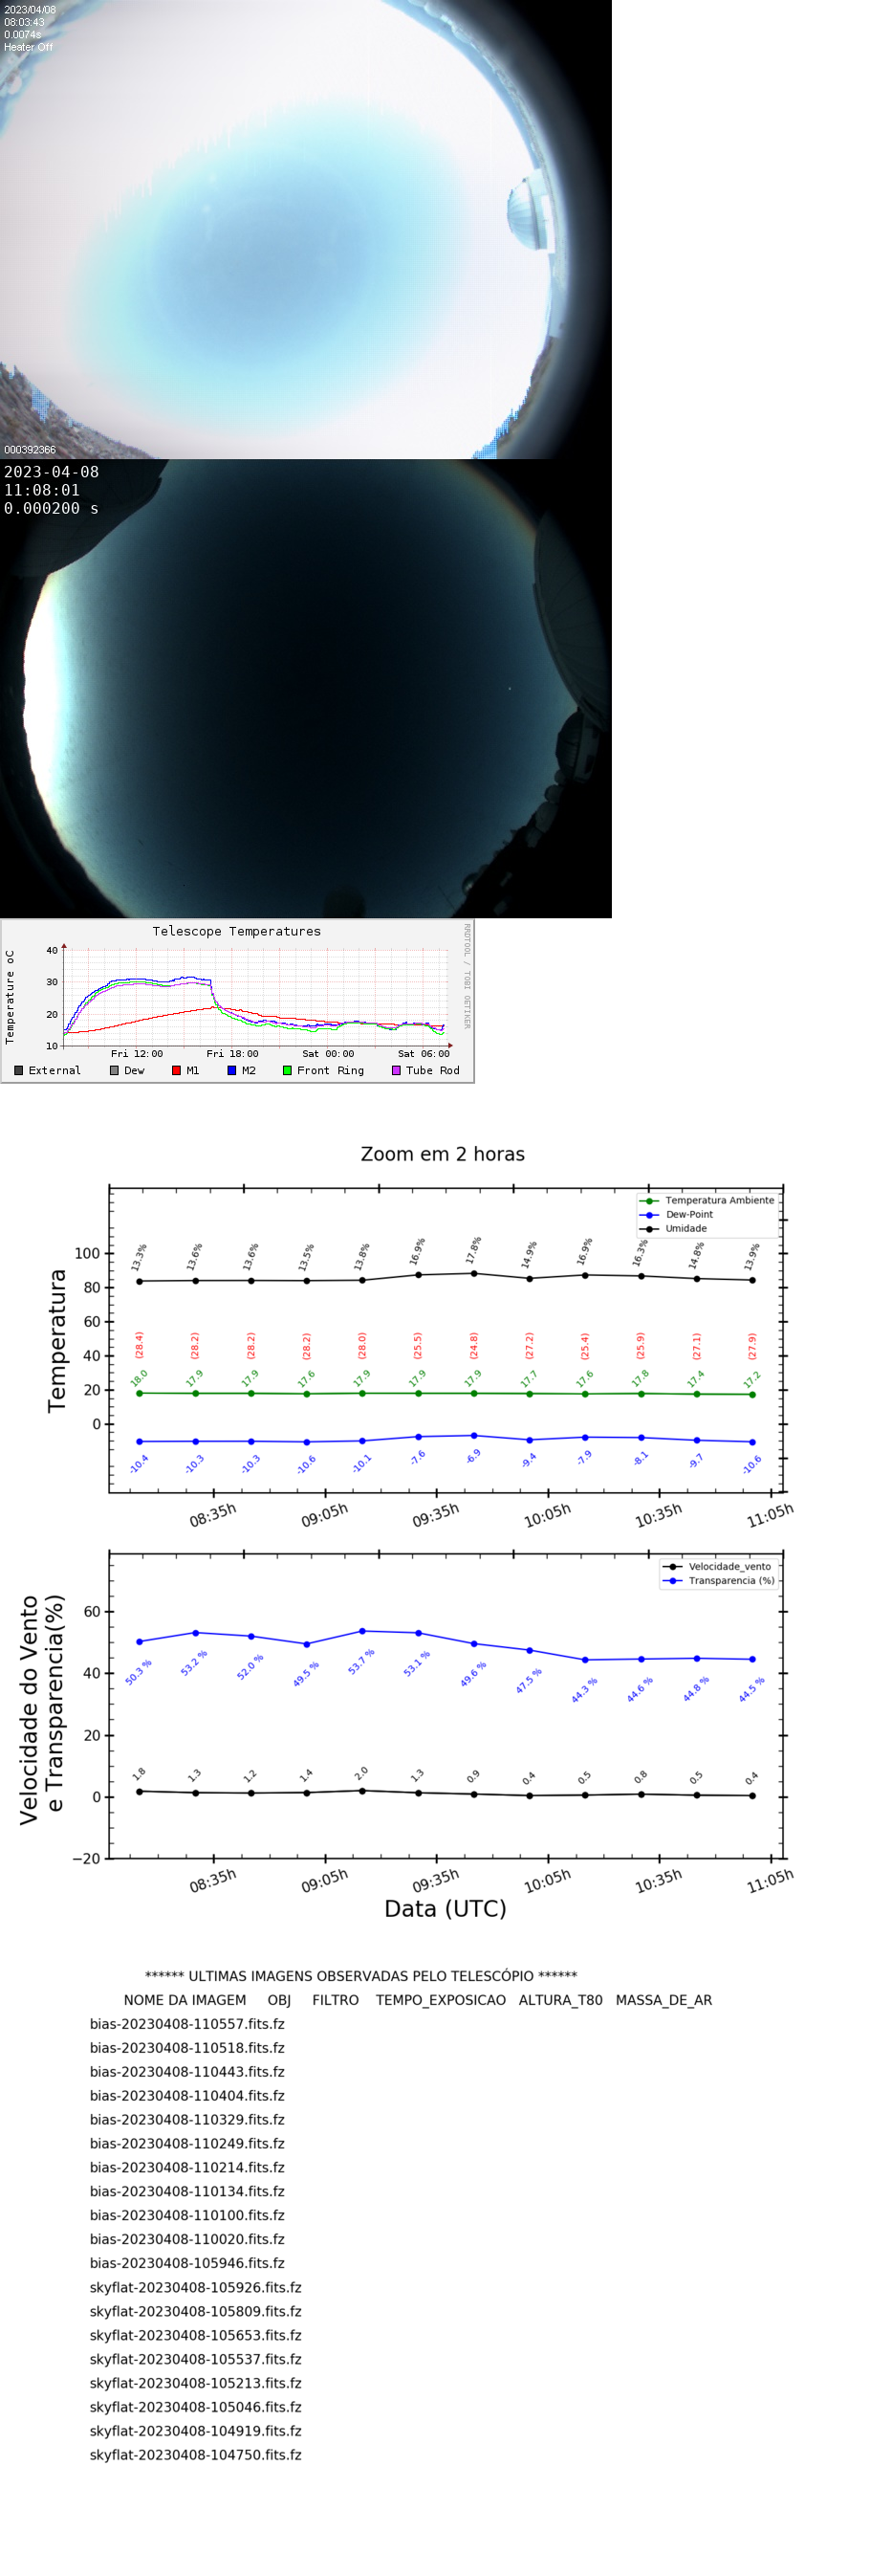 2023/04/08
08:03:43
0.0074s
Heater Off
000392366
2023-04-08
11:08:01
0.000200 s
Telescope Temperatures
RRDTOOL / TOBI OETIKER
Temperature oC
40
30
20
10
Fri 12:00 Fri 18:00 Sat 00:00 Sat 06:00
External Dew M1 M2 Front Ring Tube Rod
Zoom em 2 horas
Temperatura Ambiente
Dew-Point
Umidade
Temperatura
100
80
60
40
20
0
13.3% 13.6% 13.6% 13.5% 13.8% 16.9% 17.8% 14.9% 16.9% 16.3% 14.8% 13.9%
(28.4) (28.2) (28.2) (28.2) (28.0) (25.5) (24.8) (27.2) (25.4) (25.9) (27.1) (27.9)
18.0 17.9 17.9 17.6 17.9 17.9 17.9 17.7 17.6 17.8 17.4 17.2
-10.4 -10.3 -10.3 -10.6 -10.1 -7.6 -6.9 -9.4 -7.9 -8.1 -9.7 -10.6
08:35h 09:05h 09:35h 10:05h 10:35h 11:05h
Velocidade_vento
Transparencia (%)
Velocidade do Vento
e Transparencia(%)
60
40
20
0
−20
50.3 % 53.2 % 52.0 % 49.5 % 53.7 % 53.1 % 49.6 % 47.5 % 44.3 % 44.6 % 44.8 % 44.5 %
1.8 1.3 1.2 1.4 2.0 1.3 0.9 0.4 0.5 0.8 0.5 0.4
08:35h 09:05h 09:35h 10:05h 10:35h 11:05h
Data (UTC)
****** ULTIMAS IMAGENS OBSERVADAS PELO TELESCÓPIO ******
NOME DA IMAGEM OBJ FILTRO TEMPO_EXPOSICAO ALTURA_T80 MASSA_DE_AR
bias-20230408-110557.fits.fz
bias-20230408-110518.fits.fz
bias-20230408-110443.fits.fz
bias-20230408-110404.fits.fz
bias-20230408-110329.fits.fz
bias-20230408-110249.fits.fz
bias-20230408-110214.fits.fz
bias-20230408-110134.fits.fz
bias-20230408-110100.fits.fz
bias-20230408-110020.fits.fz
bias-20230408-105946.fits.fz
skyflat-20230408-105926.fits.fz
skyflat-20230408-105809.fits.fz
skyflat-20230408-105653.fits.fz
skyflat-20230408-105537.fits.fz
skyflat-20230408-105213.fits.fz
skyflat-20230408-105046.fits.fz
skyflat-20230408-104919.fits.fz
skyflat-20230408-104750.fits.fz